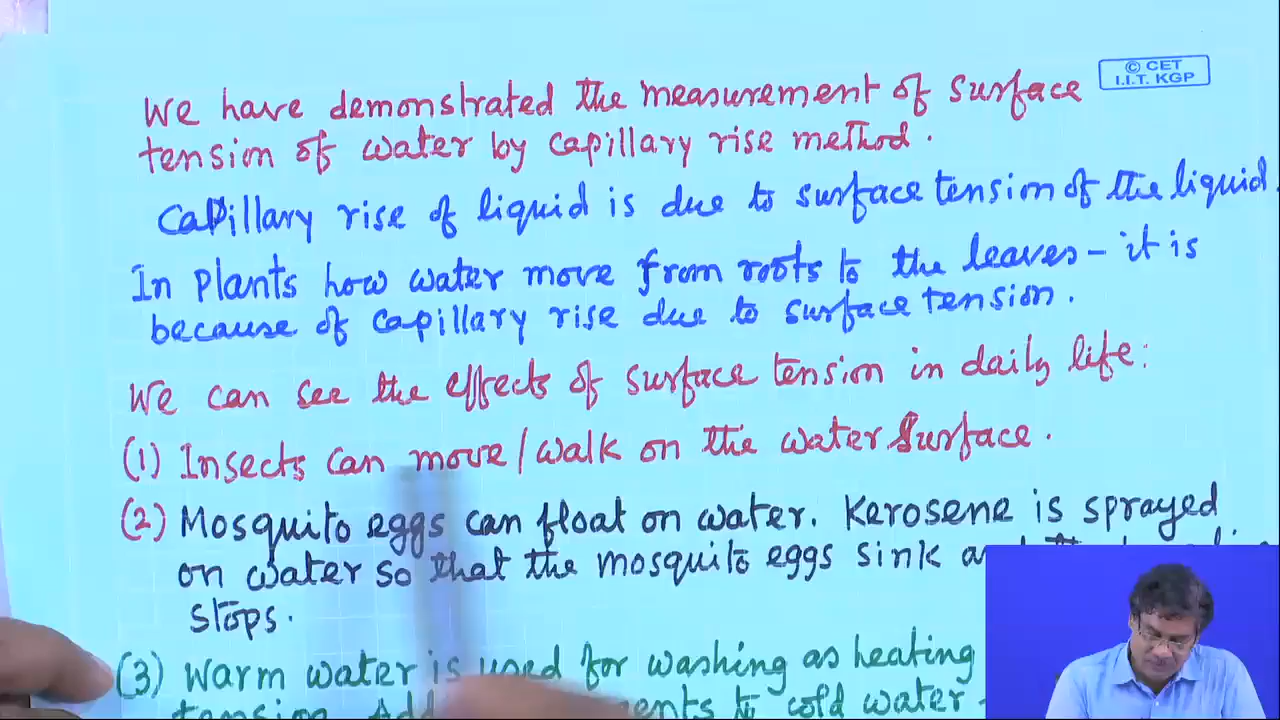 © CET
I.I.T. KGP
We have demonstrated the measurement of surface
tension of water by capillary rise method.
Capillary rise of liquid is due to surface tension of the liquid
In plants how water move from roots to the leaves - it is
because of capillary rise due to surface tension.
We can see the effects of surface tension in daily life:
(1) Insects can move/walk on the water surface.
(2) Mosquito eggs can float on water. Kerosene is sprayed
on water so that the mosquito eggs sink
stops.
(3) Warm water is used for washing as heating
tension. to cold water